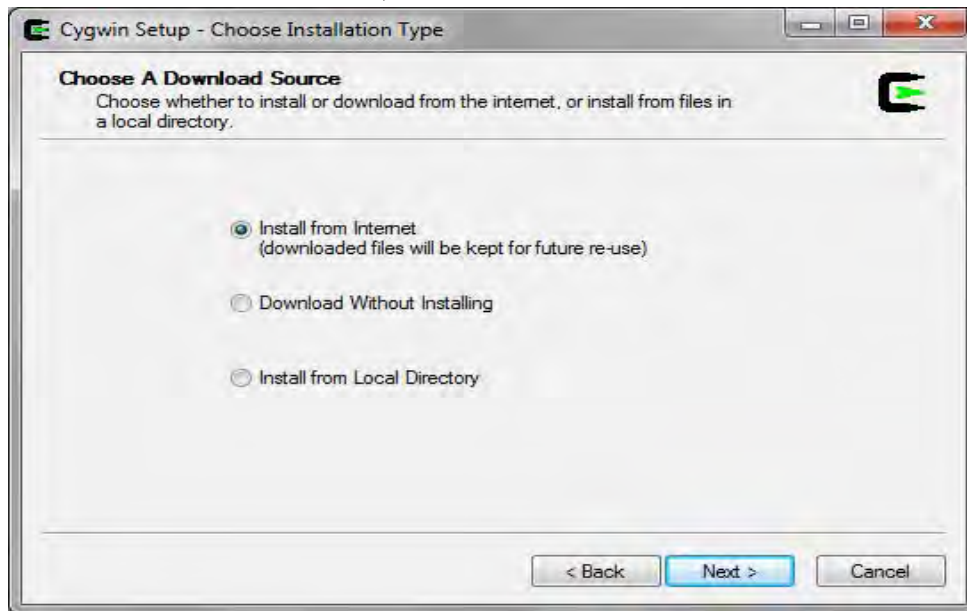 Cygwin Setup - Choose Installation Type
Choose A Download Source
Choose whether to install or download from the internet, or install from files in
a local directory.
Install from Internet
(downloaded files will be kept for future re-use)
Download Without Installing
Install from Local Directory
< Back
Next >
Cancel